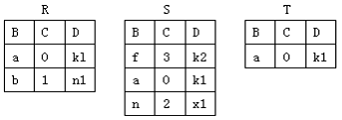 R S T
B C D B C D B C D
a 0 k1 f 3 k2 a 0 k1
b 1 n1 a 0 k1
n 2 x1